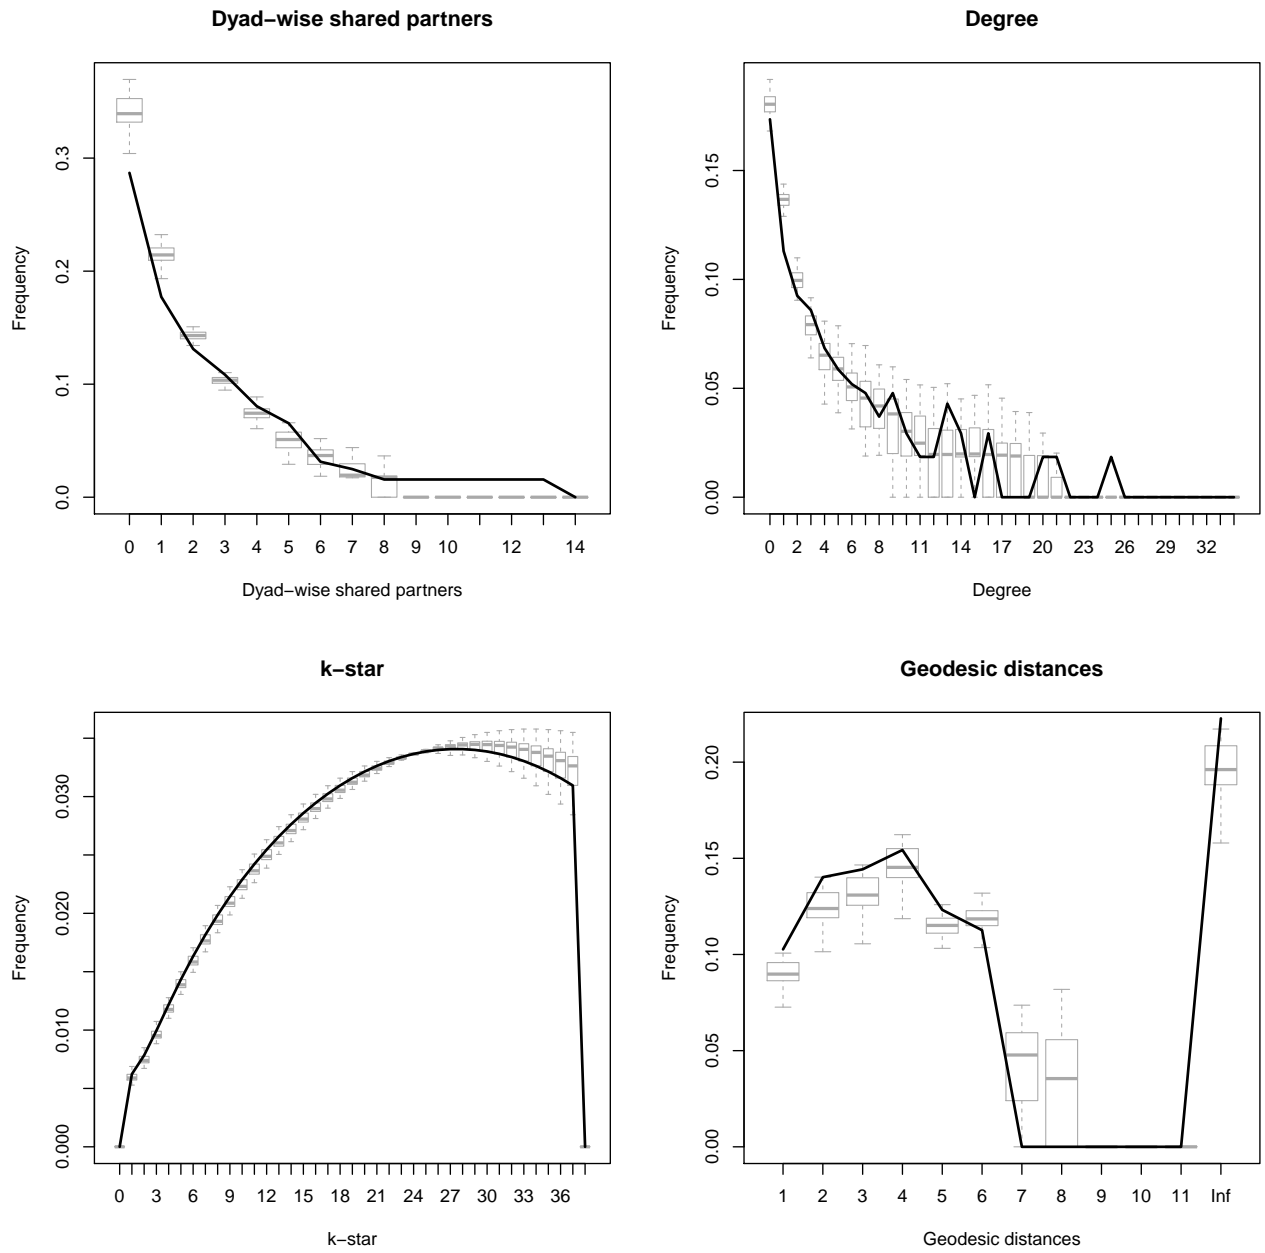 Dyad−wise shared partners
Frequency
0.0 0.1 0.2 0.3
0 1 2 3 4 5 6 7 8 9 10 12 14
Dyad−wise shared partners
Degree
Frequency
0.00 0.05 0.10 0.15
0 2 4 6 8 11 14 17 20 23 26 29 32
Degree
k−star
Frequency
0.000 0.010 0.020 0.030
0 3 6 9 12 15 18 21 24 27 30 33 36
k−star
Geodesic distances
Frequency
0.00 0.05 0.10 0.15 0.20
1 2 3 4 5 6 7 8 9 10 11 Inf
Geodesic distances